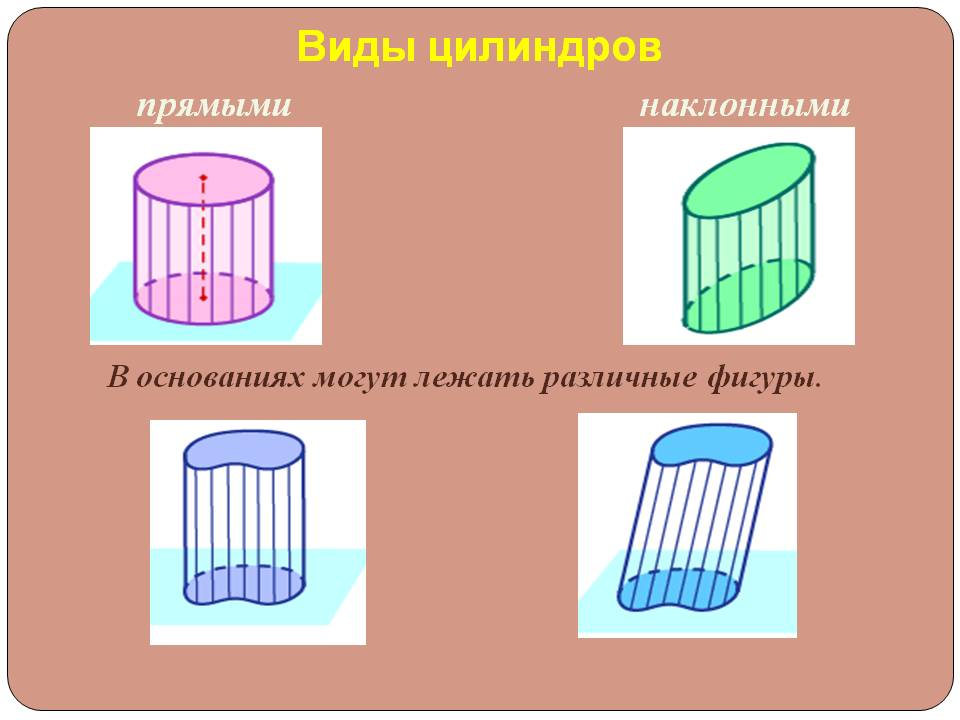 Виды цилиндров
прямыми
наклонными
В основаниях могут лежать различные фигуры.